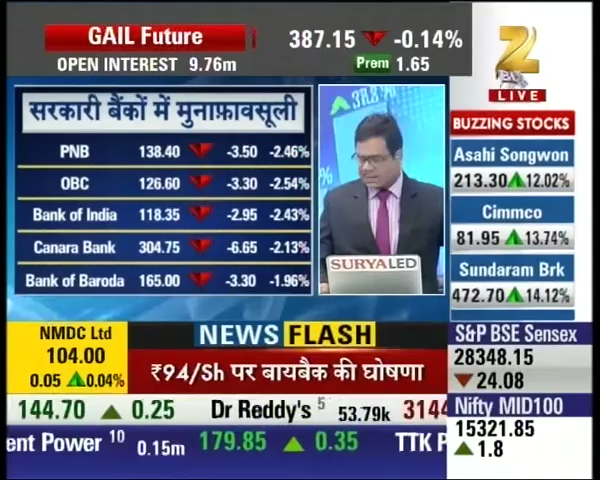 GAIL Future
387.15 -0.14%
OPEN INTEREST 9.76m
Prem 1.65
LIVE
सरकारी बैंकों में मुनाफ़ावसूली
PNB 138.40 -3.50 -2.46%
OBC 126.60 -3.30 -2.54%
Bank of India 118.35 -2.95 -2.43%
Canara Bank 304.75 -6.65 -2.13%
Bank of Baroda 165.00 -3.30 -1.96%
SURYA LED
BUZZING STOCKS
Asahi Songwon
213.30 12.02%
Cimmco
81.95 13.74%
Sundaram Brk
472.70 14.12%
NMDC Ltd
104.00
0.05 0.04%
NEWS FLASH
₹94/Sh पर बायबैक की घोषणा
S&P BSE Sensex
28348.15
24.08
Nifty MID100
15321.85
1.8
144.70 0.25 Dr Reddy's 5 53.79k 3144
ent Power 10 0.15m 179.85 0.35 TTK P